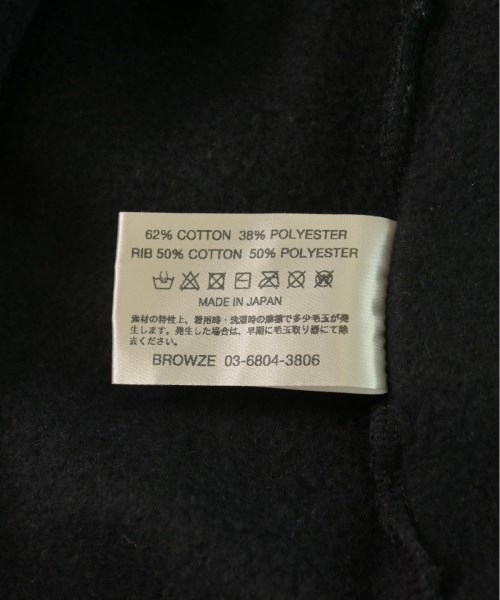 62% COTTON 38% POLYESTER
RIB 50% COTTON 50% POLYESTER
MADE IN JAPAN
素材の特性上、着用時・洗濯時の摩擦で多少毛玉が発
生します。発生した場合は、早期に毛玉取り器にて除
去ください。
BROWZE 03-6804-3806